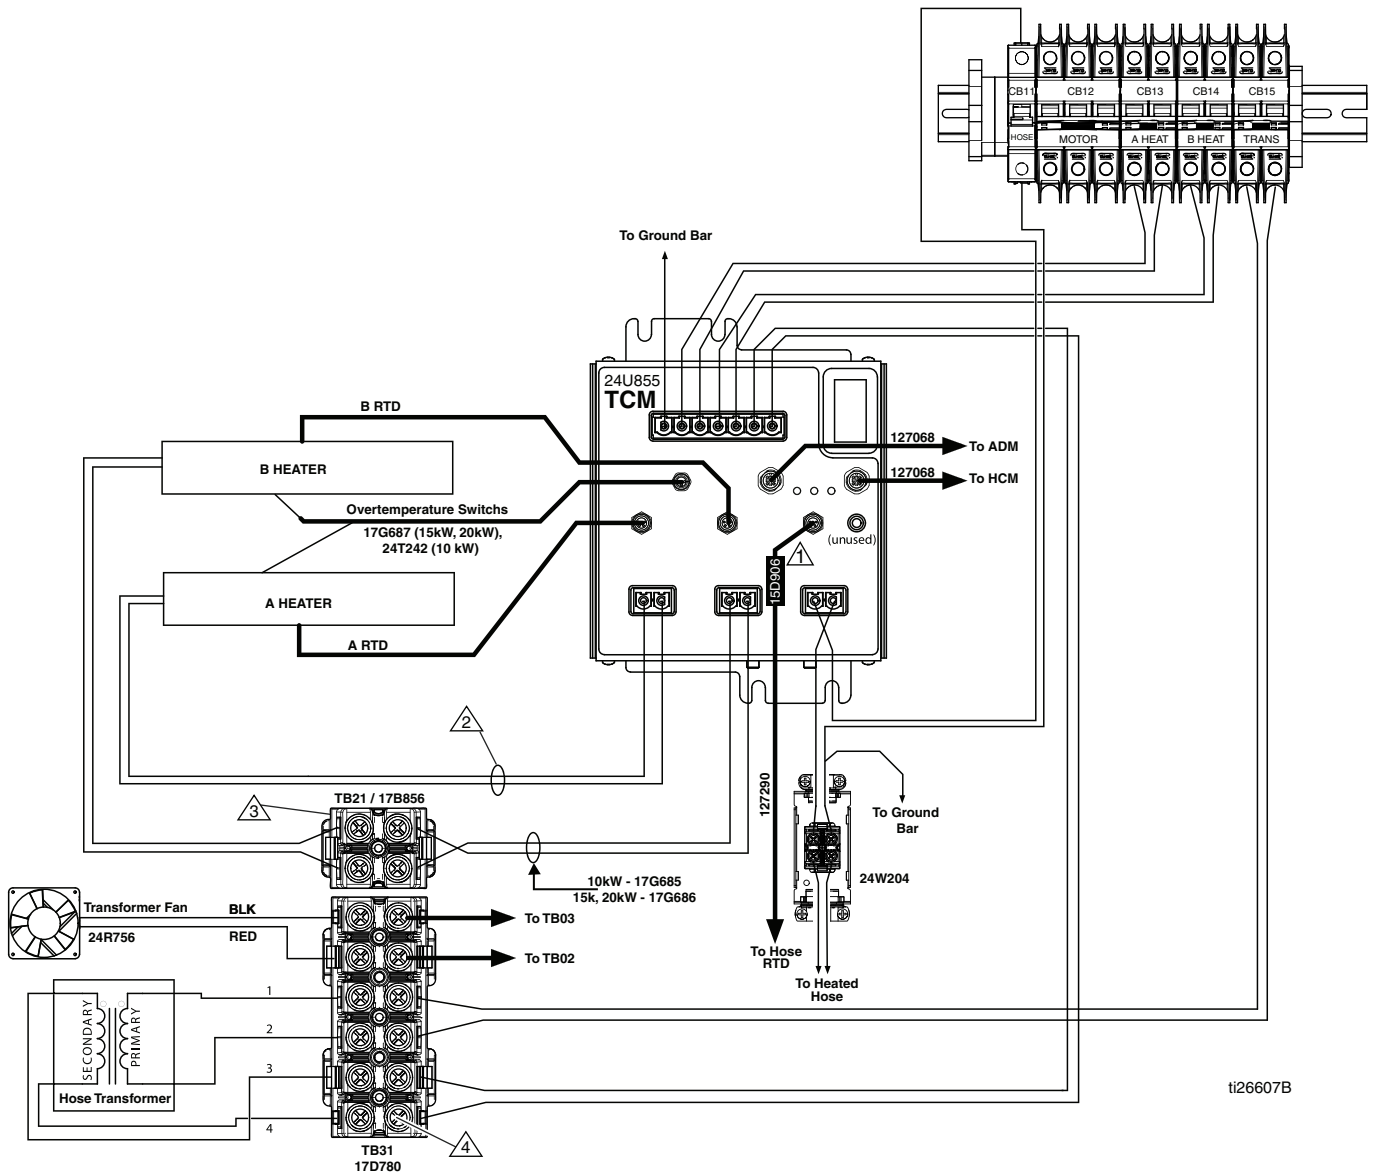 CB11
CB12
CB13
CB14
CB15
HOSE
MOTOR
A HEAT
B HEAT
TRANS
To Ground Bar
24U855
TCM
B RTD
B HEATER
127068
To ADM
127068
To HCM
Overtemperature Switchs
17G687 (15kW, 20kW),
24T242 (10 kW)
(unused)
1
15D906
A HEATER
A RTD
2
127290
TB21 / 17B856
3
To Ground
Bar
10kW - 17G685
15k, 20kW - 17G686
24W204
Transformer Fan
BLK
24R756
RED
To TB03
To TB02
To Hose
RTD
To Heated
Hose
1
2
3
4
SECONDARY
PRIMARY
Hose Transformer
TB31
17D780
4
ti26607B